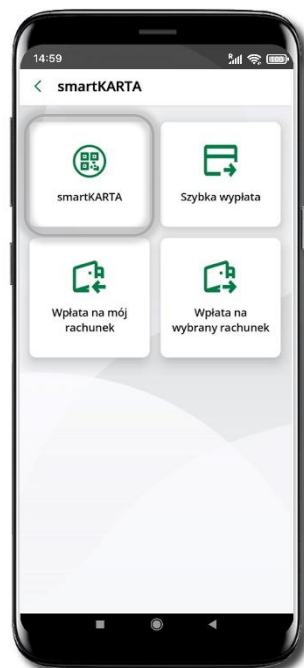 14:59
smartKARTA
smartKARTA
Szybka wypłata
Wpłata na mój
rachunek
Wpłata na
wybrany rachunek